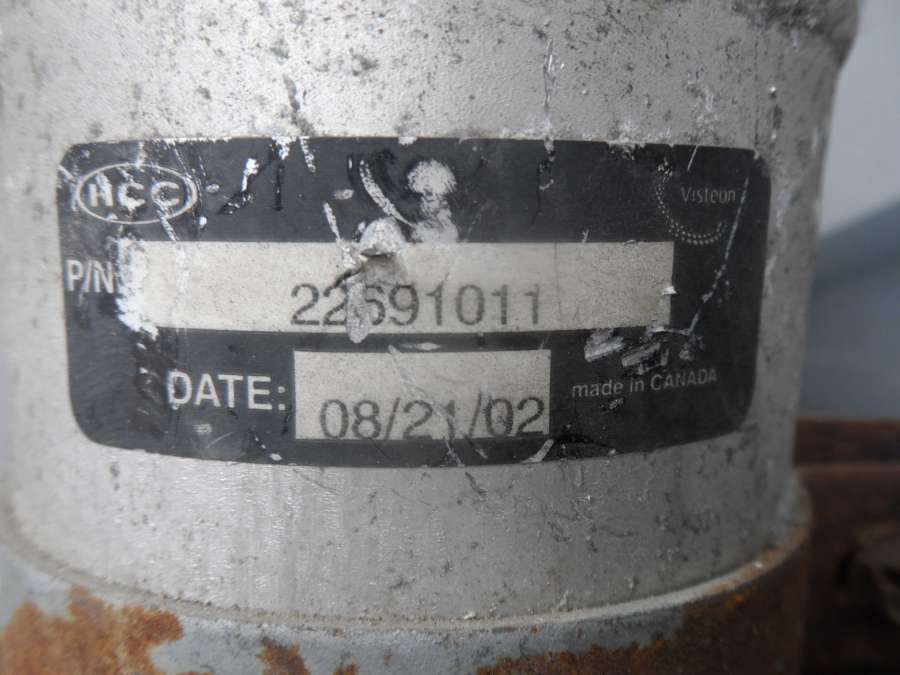 HCC
Visteon
P/N:
22691011
DATE:
08/21/02
made in CANADA